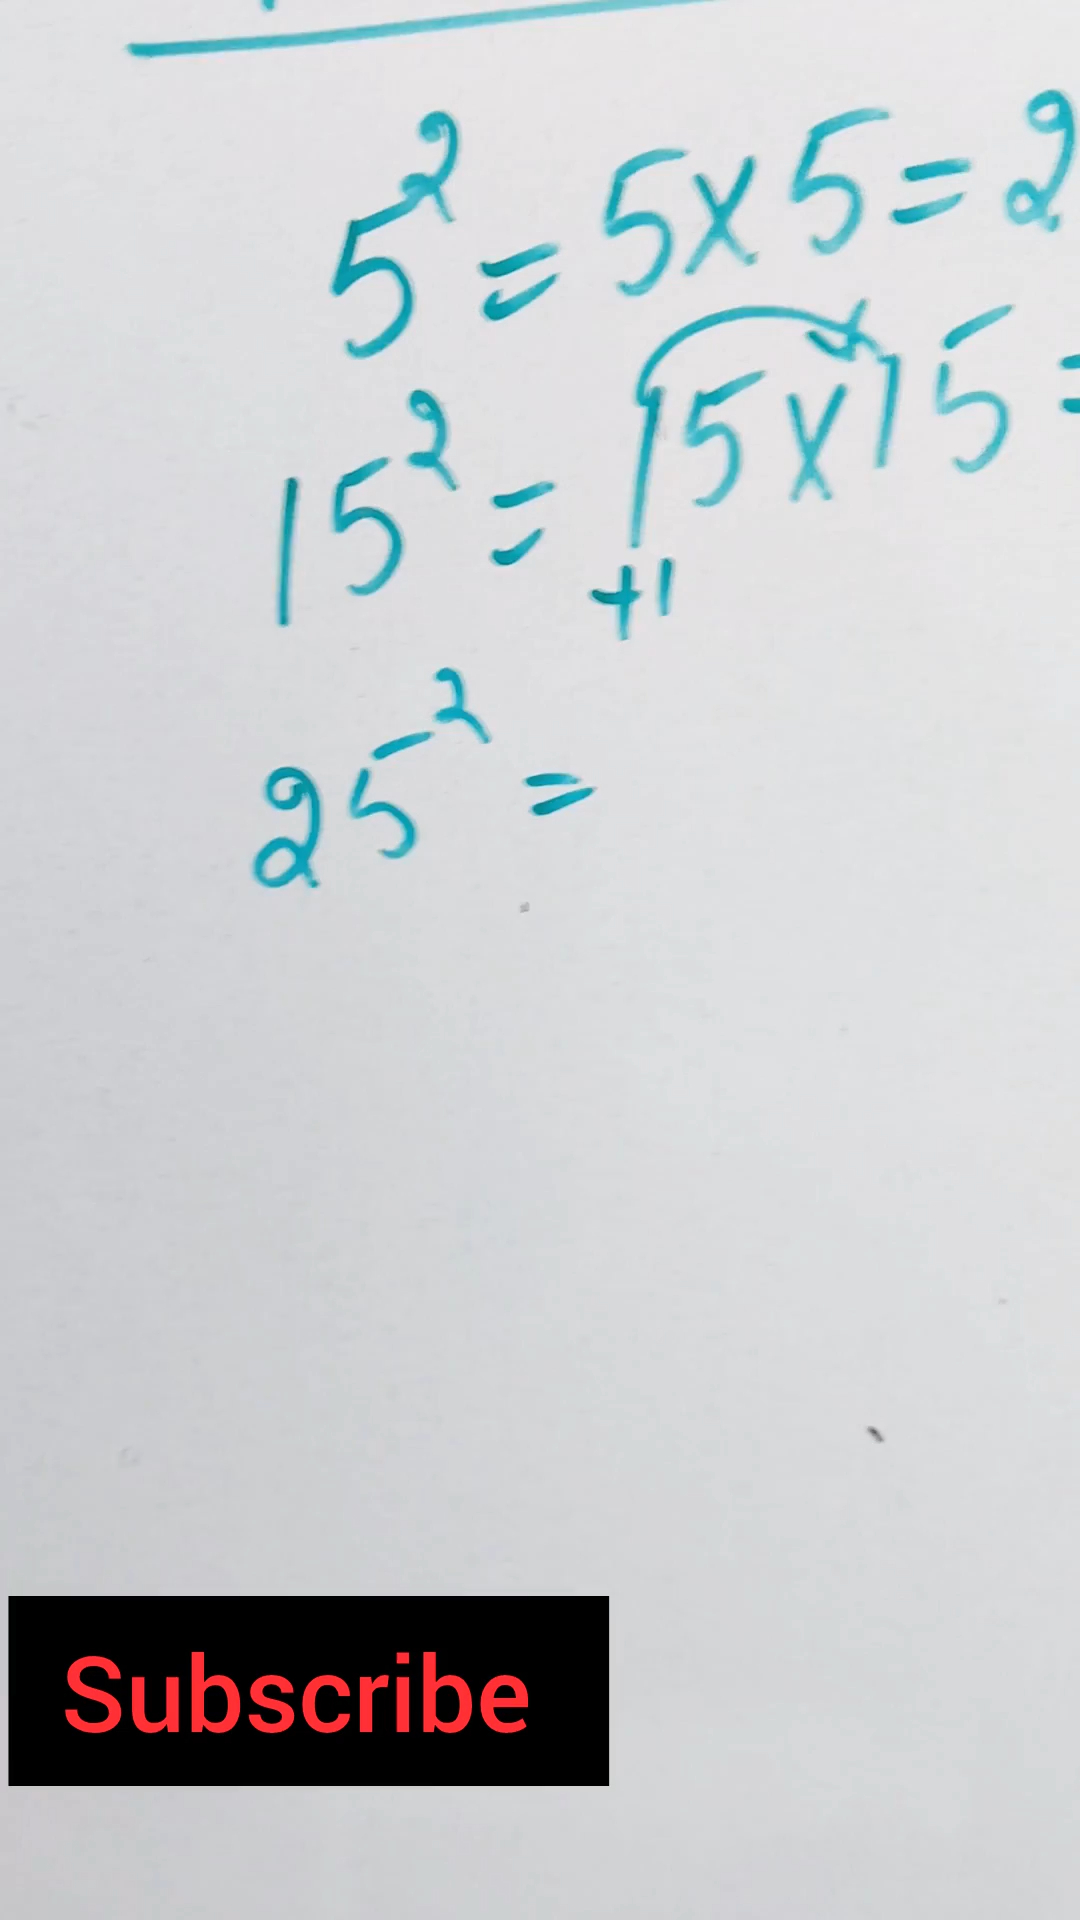 5² = 5x5=2
15² = 15x15=
+1
25² =
Subscribe